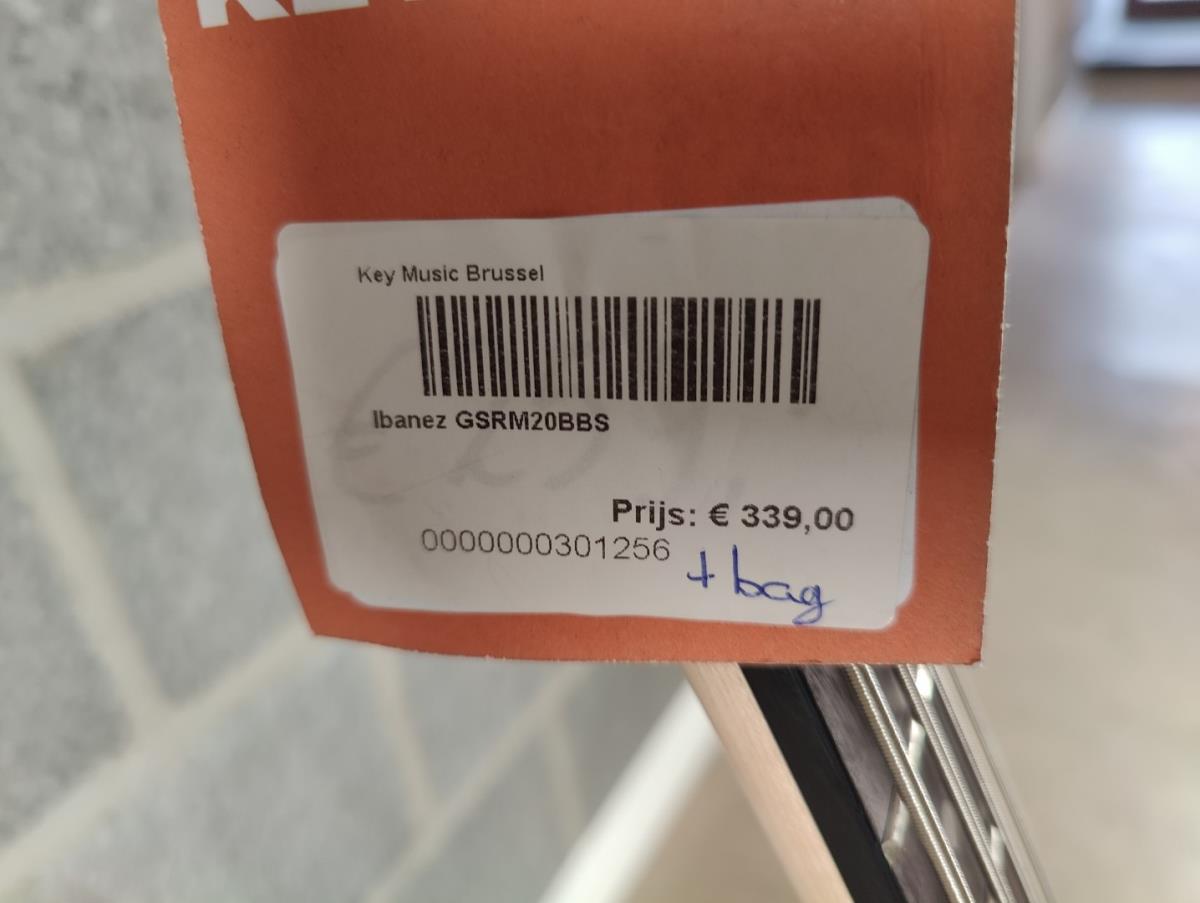 Key Music Brussel
Ibanez GSRM20BBS
Prijs: € 339,00
0000000301256
+ bag